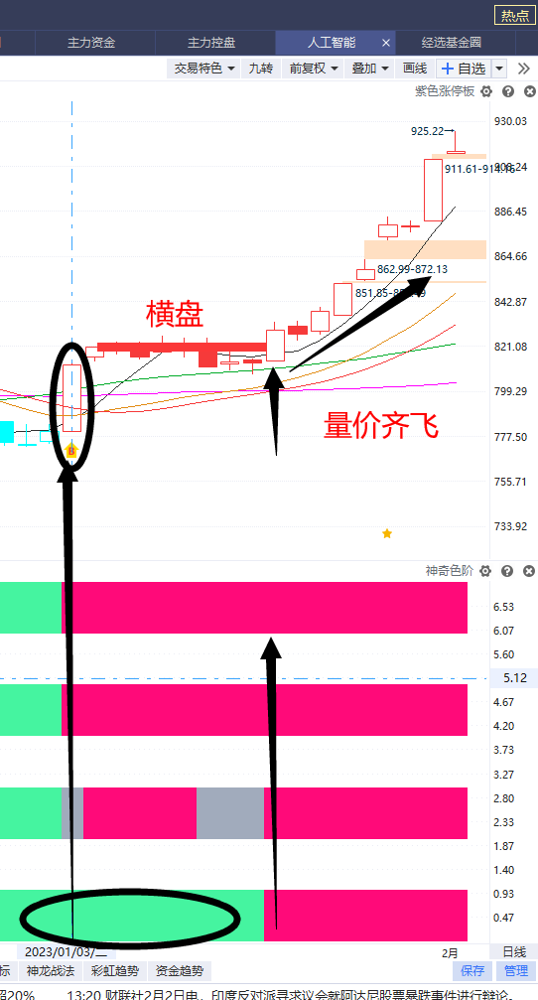 热点
主力资金
主力控盘
人工智能 ×
经选基金圈
交易特色 九转 前复权 叠加 画线 + 自选
紫色涨停板
930.03
925.22
908.24
911.61-914.16
886.45
864.66
862.99-872.13
851.85-852.49
842.87
横盘
821.08
799.29
量价齐飞
777.50
B
755.71
733.92
神奇色阶
6.53
6.07
5.60
5.12
4.67
4.20
3.73
3.27
2.80
2.33
1.87
1.40
0.93
0.47
2023/01/03/二
2月
日线
标 神龙战法 彩虹趋势 资金趋势 保存 管理
超20%
13:20 财联社2月2日电,印度反对派寻求议会就阿达尼股票暴跌事件进行辩论。